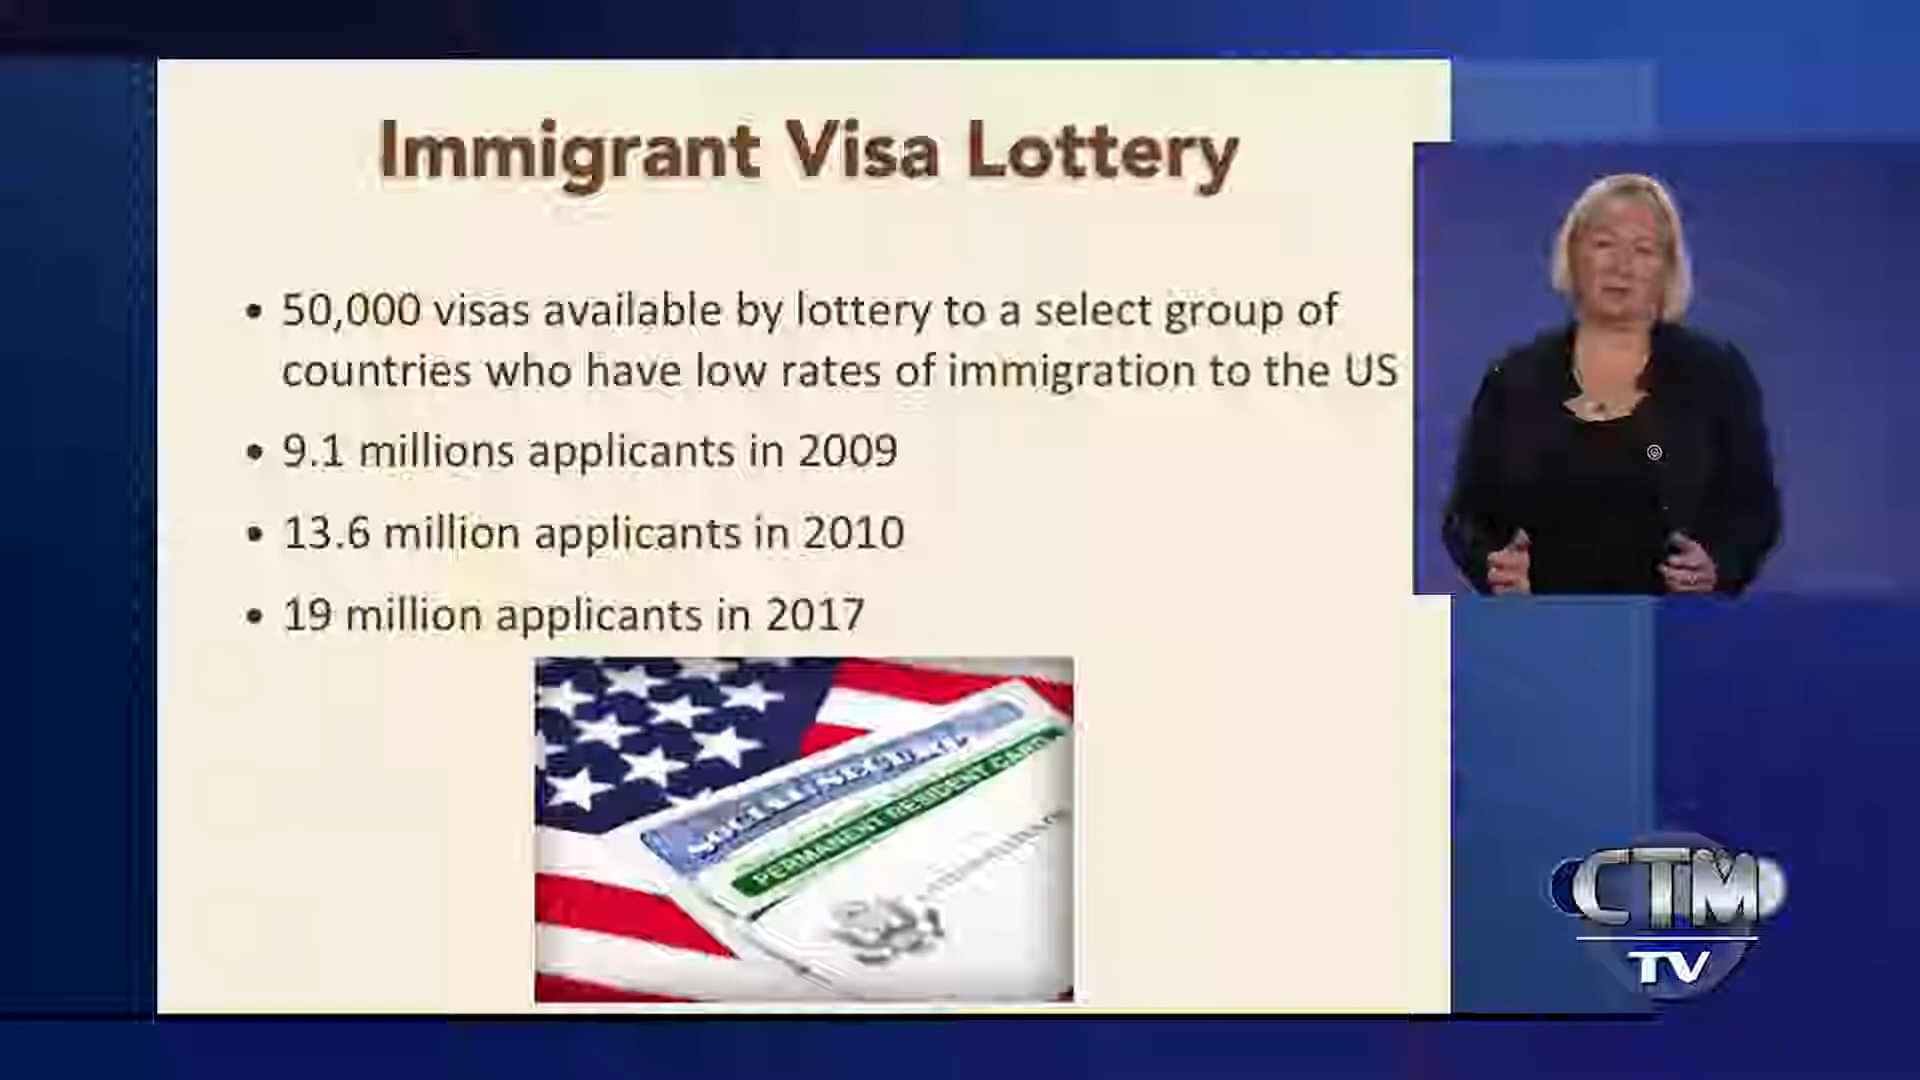 Immigrant Visa Lottery
• 50,000 visas available by lottery to a select group of
countries who have low rates of immigration to the US
• 9.1 millions applicants in 2009
• 13.6 million applicants in 2010
• 19 million applicants in 2017
SOCIAL SECURITY
PERMANENT RESIDENT CARD
CTM
TV